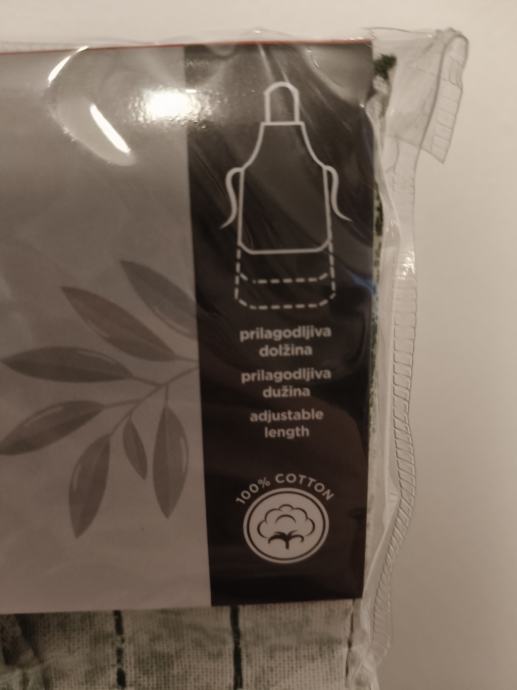 prilagodljiva
dolžina
prilagodljiva
dužina
adjustable
length
100% COTTON